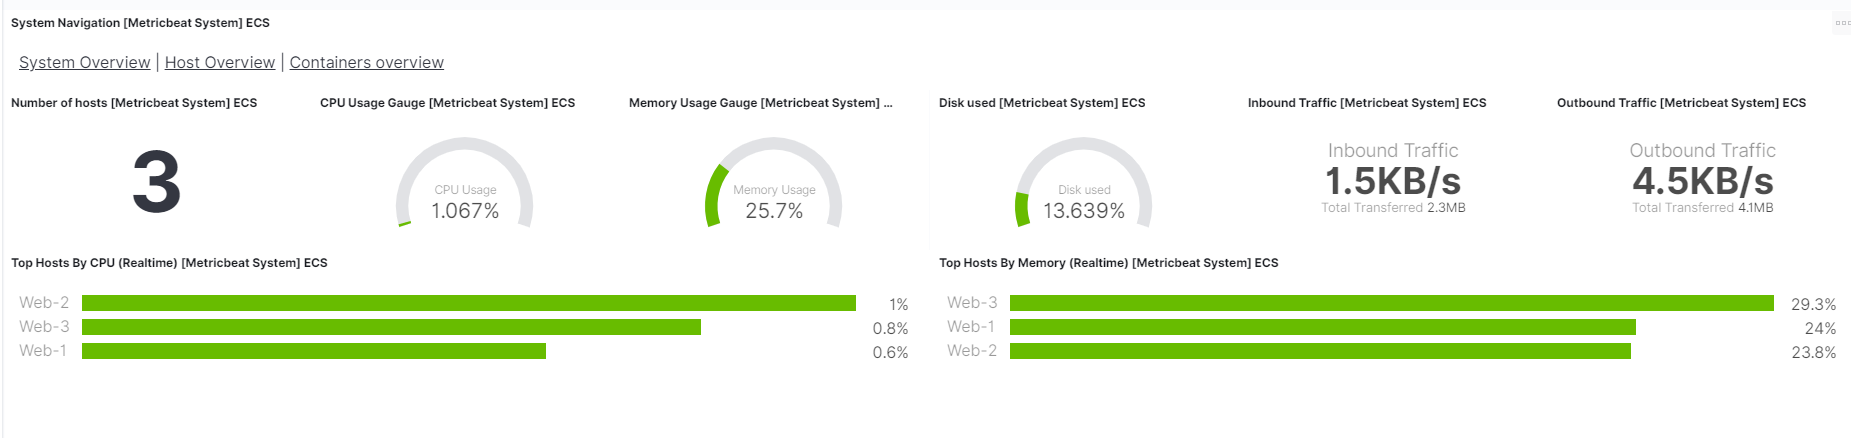 System Navigation [Metricbeat System] ECS
System Overview | Host Overview | Containers overview
Number of hosts [Metricbeat System] ECS
3
CPU Usage Gauge [Metricbeat System] ECS
CPU Usage
1.067%
Memory Usage Gauge [Metricbeat System] ...
Memory Usage
25.7%
Disk used [Metricbeat System] ECS
Disk used
13.639%
Inbound Traffic [Metricbeat System] ECS
Inbound Traffic
1.5KB/s
Total Transferred 2.3MB
Outbound Traffic [Metricbeat System] ECS
Outbound Traffic
4.5KB/s
Total Transferred 4.1MB
Top Hosts By CPU (Realtime) [Metricbeat System] ECS
Web-2 1%
Web-3 0.8%
Web-1 0.6%
Top Hosts By Memory (Realtime) [Metricbeat System] ECS
Web-3 29.3%
Web-1 24%
Web-2 23.8%